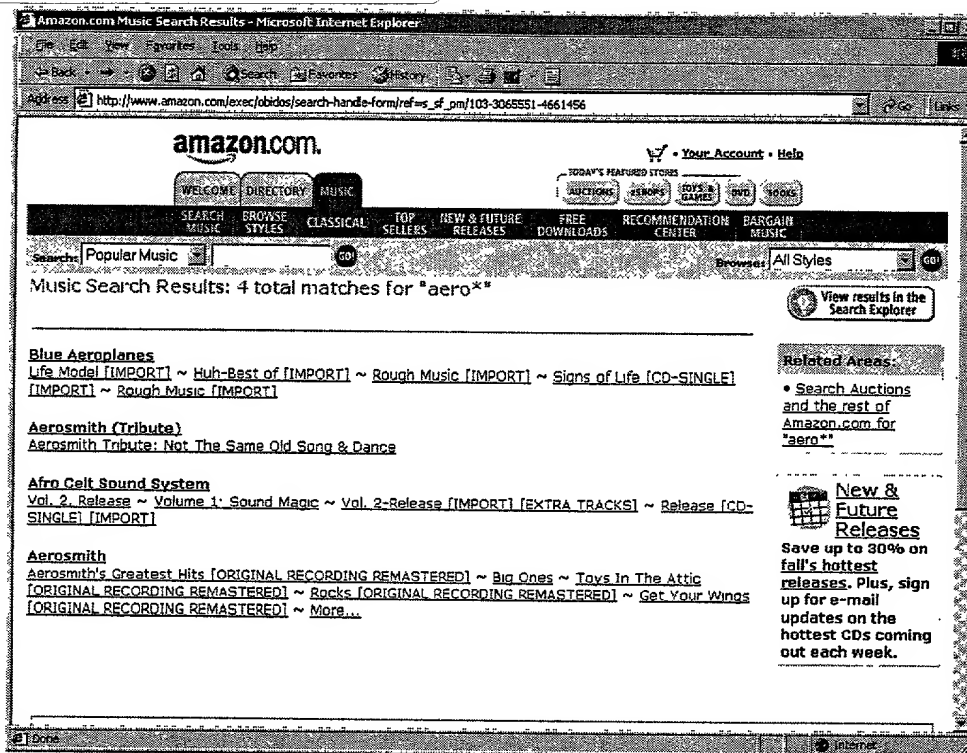 Amazon.com Music Search Results - Microsoft Internet Explorer
File Edit View Favorites Tools Help
Back Search Favorites History
Address http://www.amazon.com/exec/obidos/search-handle-form/ref=s_sf_pm/103-3065551-4661456 Go Links
amazon.com.
Your Account • Help
TODAY'S FEATURED STORES
WELCOME DIRECTORY MUSIC
AUCTIONS zSHOPS TOYS & GAMES DVD BOOKS
SEARCH MUSIC BROWSE STYLES CLASSICAL TOP SELLERS NEW & FUTURE RELEASES FREE DOWNLOADS RECOMMENDATION CENTER BARGAIN MUSIC
Search: Popular Music GO! Browse: All Styles GO!
Music Search Results: 4 total matches for "aero*"
View results in the
Search Explorer
Blue Aeroplanes
Life Model [IMPORT] ~ Huh-Best of [IMPORT] ~ Rough Music [IMPORT] ~ Signs of Life [CD-SINGLE]
[IMPORT] ~ Rough Music [IMPORT]
Aerosmith (Tribute)
Aerosmith Tribute: Not The Same Old Song & Dance
Afro Celt Sound System
Vol. 2, Release ~ Volume 1: Sound Magic ~ Vol. 2-Release [IMPORT] [EXTRA TRACKS] ~ Release [CD-
SINGLE] [IMPORT]
Aerosmith
Aerosmith's Greatest Hits [ORIGINAL RECORDING REMASTERED] ~ Big Ones ~ Toys In The Attic
[ORIGINAL RECORDING REMASTERED] ~ Rocks [ORIGINAL RECORDING REMASTERED] ~ Get Your Wings
[ORIGINAL RECORDING REMASTERED] ~ More...
Related Areas:
• Search Auctions
and the rest of
Amazon.com for
"aero*"
New &
Future
Releases
Save up to 30% on
fall's hottest
releases. Plus, sign
up for e-mail
updates on the
hottest CDs coming
out each week.
Done Internet